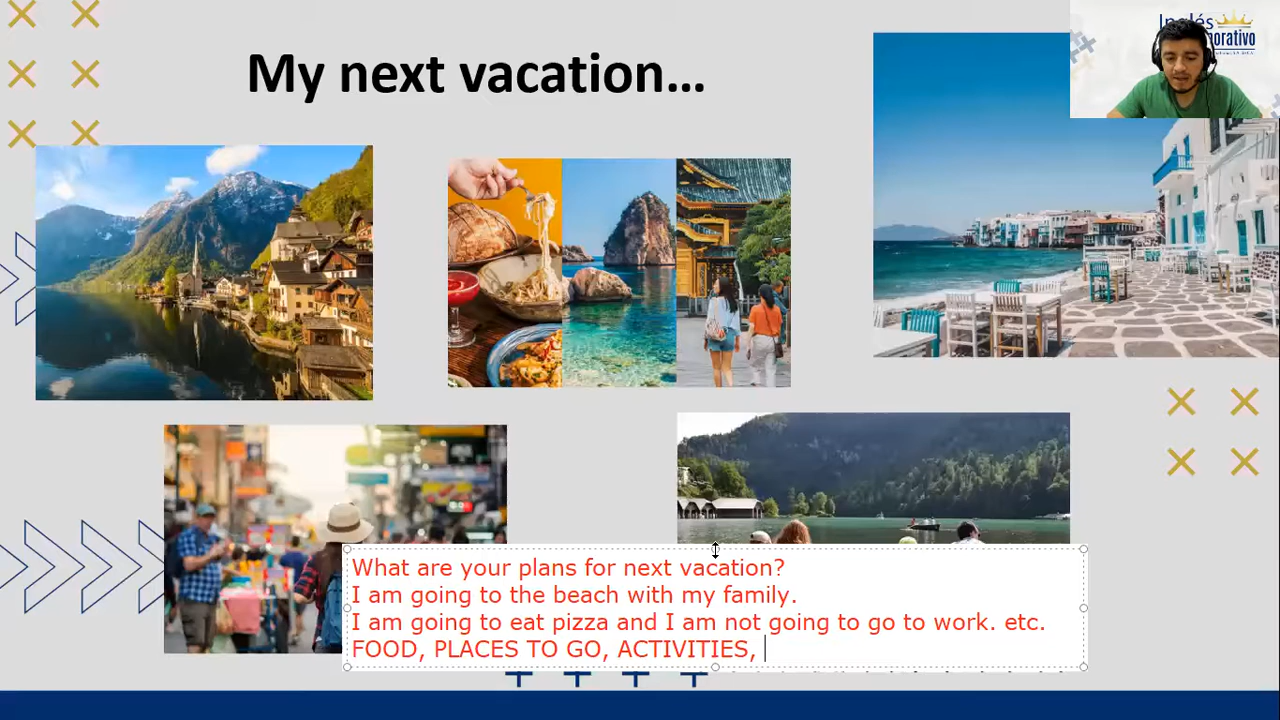 Inglés
My next vacation...
What are your plans for next vacation?
I am going to the beach with my family.
I am going to eat pizza and I am not going to go to work. etc.
FOOD, PLACES TO GO, ACTIVITIES,